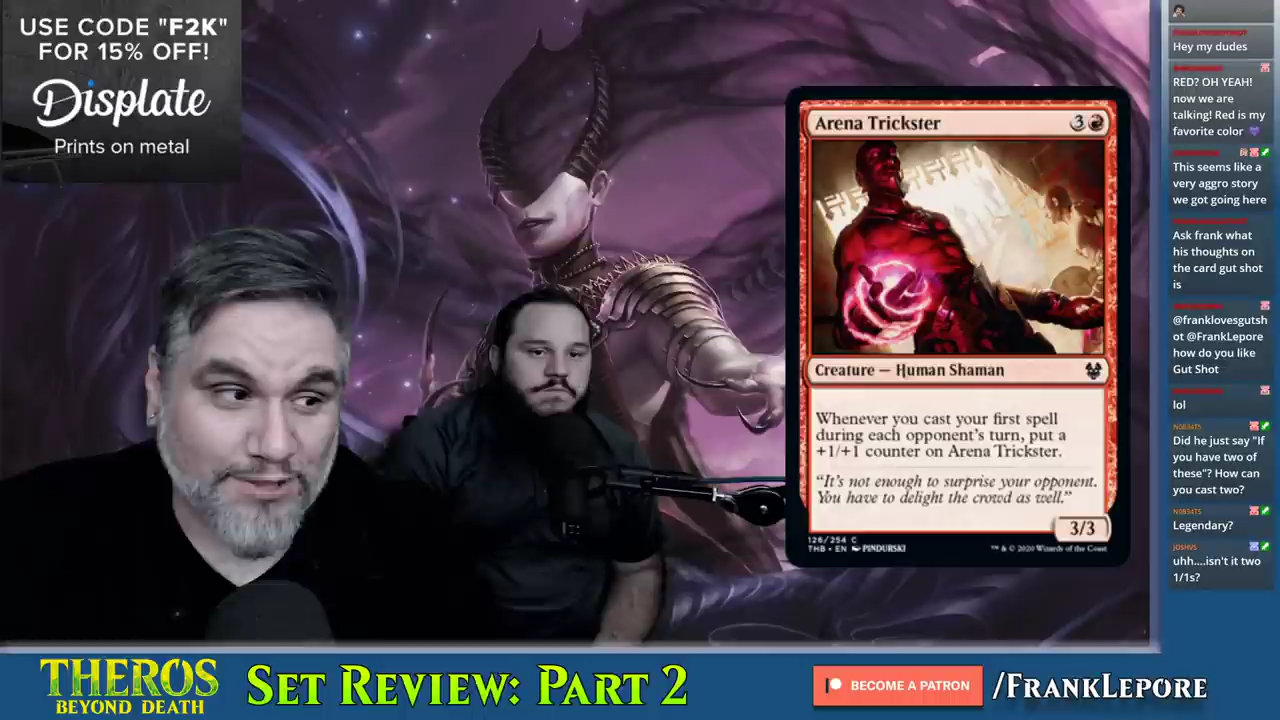 USE CODE "F2K"
FOR 15% OFF!
Displate
Prints on metal
Arena Trickster
3
Creature — Human Shaman
Whenever you cast your first spell
during each opponent's turn, put a
+1/+1 counter on Arena Trickster.
“It's not enough to surprise your opponent.
You have to delight the crowd as well.”
3/3
126/254 C
THB • EN PINDURSKI
™ & © 2020 Wizards of the Coast
Hey my dudes
RED? OH YEAH!
now we are
talking! Red is my
favorite color
This seems like a
very aggro story
we got going here
Ask frank what
his thoughts on
the card gut shot
is
@franklovesgutsh
ot @FrankLepore
how do you like
Gut Shot
lol
N0B34TS
Did he just say "If
you have two of
these"? How can
you cast two?
N0B34TS
Legendary?
JOSHVS
uhh....isn't it two
1/1s?
THEROS
BEYOND DEATH
SET REVIEW: PART 2
BECOME A PATRON
/FRANKLEPORE